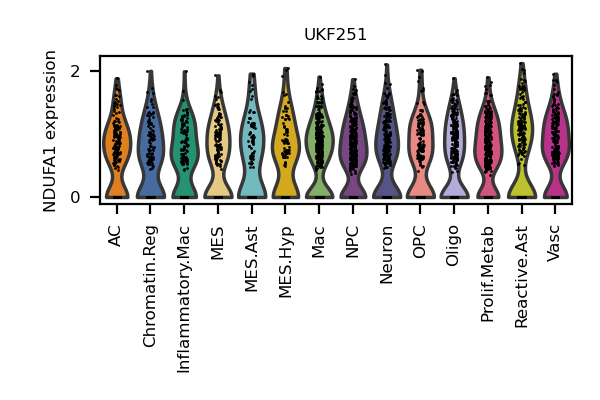 UKF251
NDUFA1 expression
2
0
AC
Chromatin.Reg
Inflammatory.Mac
MES
MES.Ast
MES.Hyp
Mac
NPC
Neuron
OPC
Oligo
Prolif.Metab
Reactive.Ast
Vasc